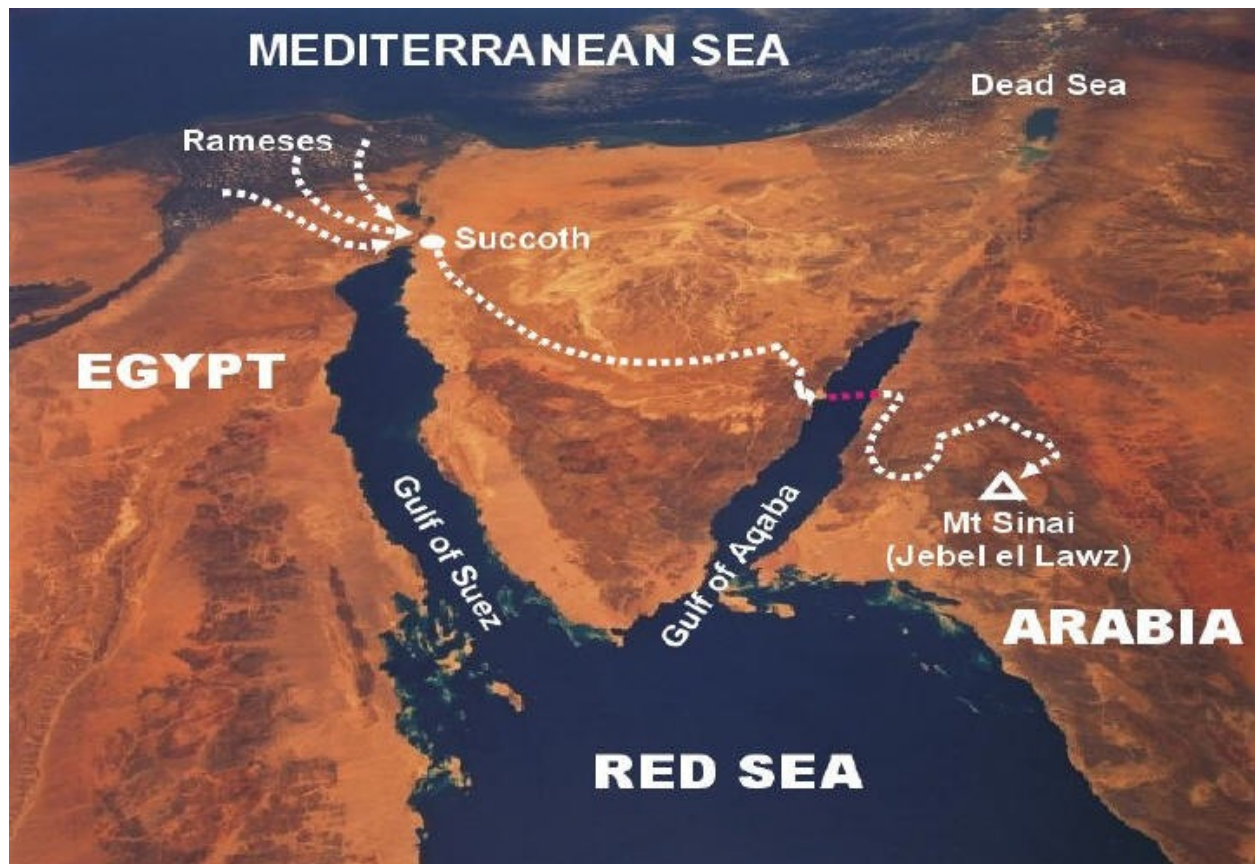 MEDITERRANEAN SEA
Dead Sea
Rameses
Succoth
EGYPT
Gulf of Suez
Gulf of Aqaba
Mt Sinai
(Jebel el Lawz)
ARABIA
RED SEA